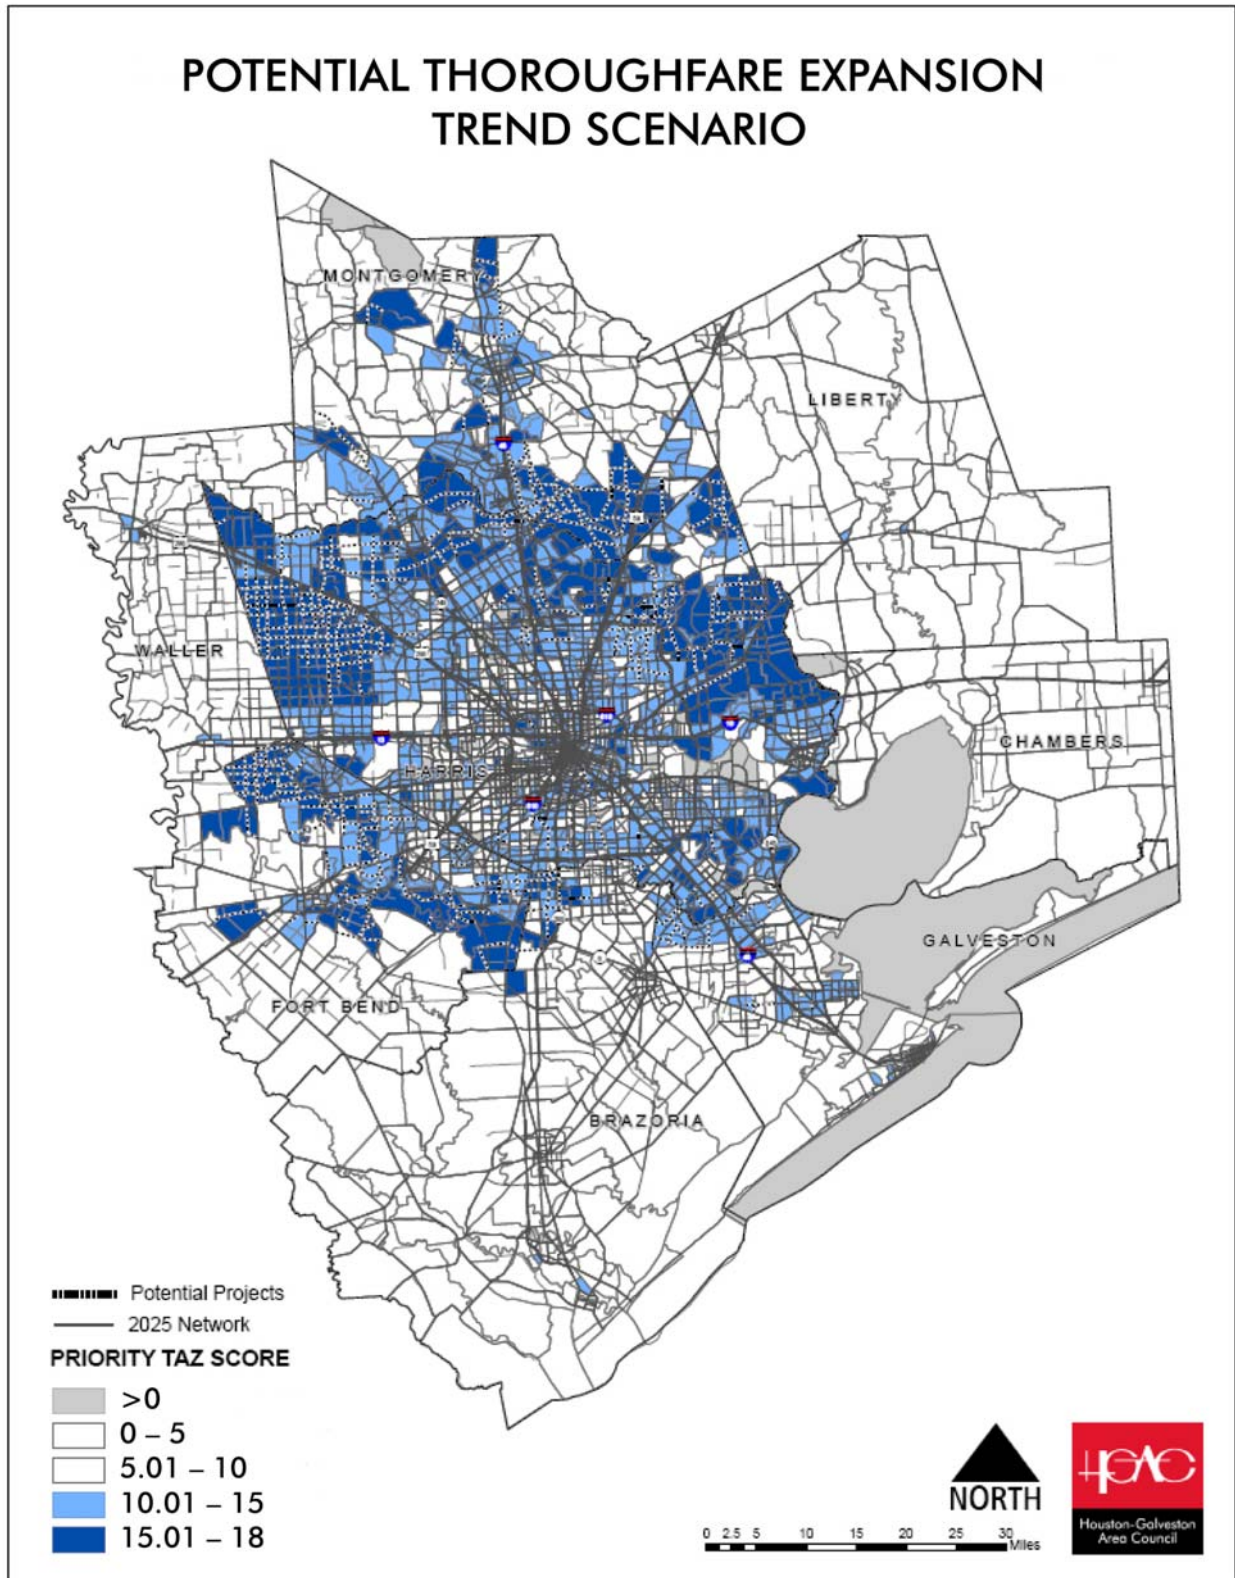 POTENTIAL THOROUGHFARE EXPANSION
TREND SCENARIO
MONTGOMERY
LIBERTY
WALLER
HARRIS
CHAMBERS
GALVESTON
FORT BEND
BRAZORIA
Potential Projects
2025 Network
PRIORITY TAZ SCORE
>0
0 – 5
5.01 – 10
10.01 – 15
15.01 – 18
NORTH
0 2.5 5 10 15 20 25 30
Miles
HGAC
Houston-Galveston
Area Council